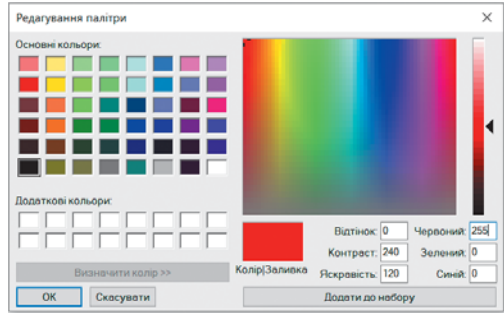 Редагування палітри
Основні кольори:
Додаткові кольори:
Визначити колір >>
ОК
Скасувати
Колір|Заливка
Відтінок: 0
Червоний: 255
Контраст: 240
Зелений: 0
Яскравість: 120
Синій: 0
Додати до набору